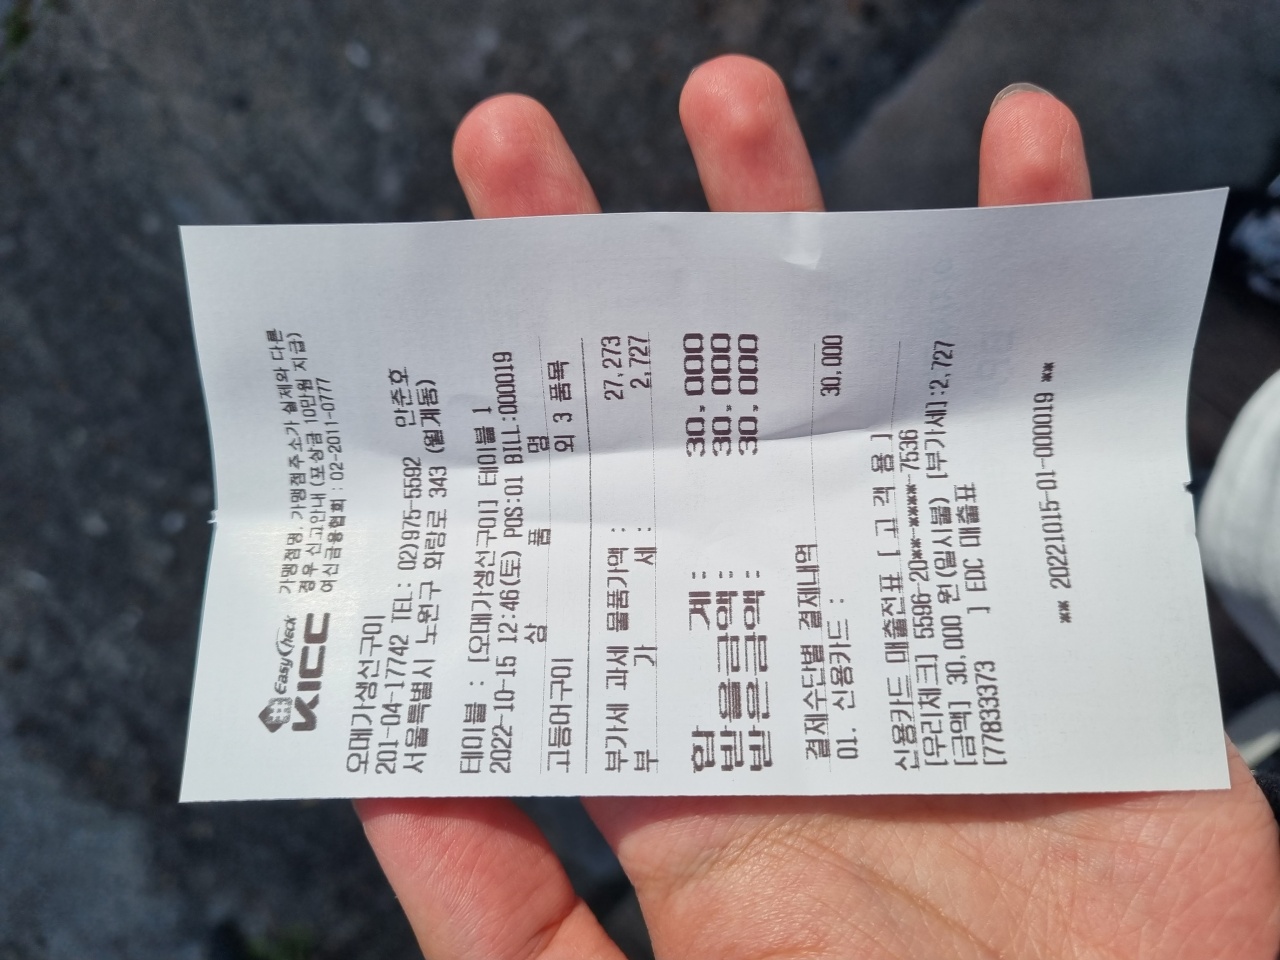 EasyCheck
KICC
가맹점명, 가맹점주소가 실제와 다른
경우 신고안내 (포상금 10만원 지급)
여신금융협회 : 02-2011-0777
오메가생선구이
201-04-17742 TEL : 02)975-5592 안준호
서울특별시 노원구 화랑로 343 (월계동)
테이블 : [오메가생선구이] 테이블 1
2022-10-15 12:46(토) POS:01 BILL:000019
상 품 명
고등어구이 외 3 품목
부가세 과세 물품가액 : 27,273
부 가 세 : 2,727
합 계 : 30,000
받을금액 : 30,000
받은금액 : 30,000
결제수단별 결제내역
01. 신용카드 : 30,000
신용카드 매출전표 [ 고 객 용 ]
[우리체크] 5596-20**-****-7536
[금액] 30,000 원(일시불) [부가세]:2,727
[77833373 ] EDC 매출표
** 20221015-01-000019 **